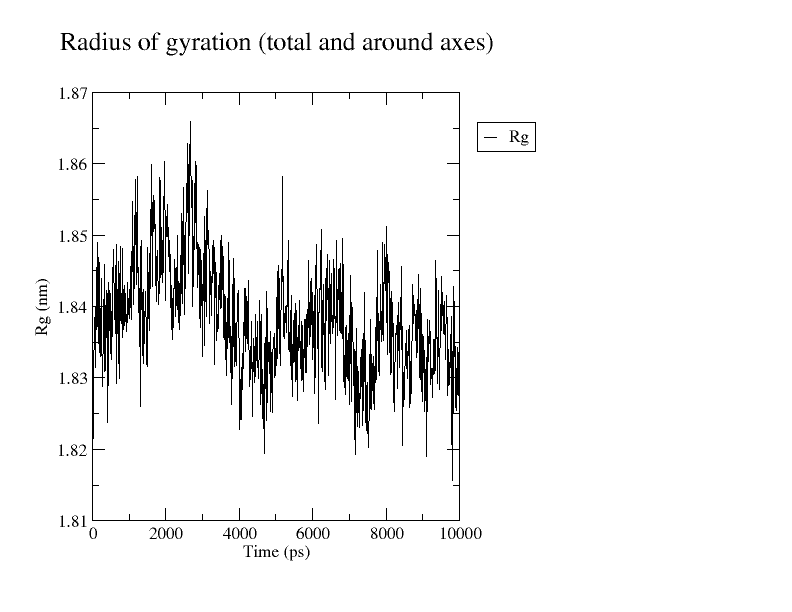 Radius of gyration (total and around axes)
1.87
1.86
1.85
1.84
1.83
1.82
1.81
Rg (nm)
0 2000 4000 6000 8000 10000
Time (ps)
Rg